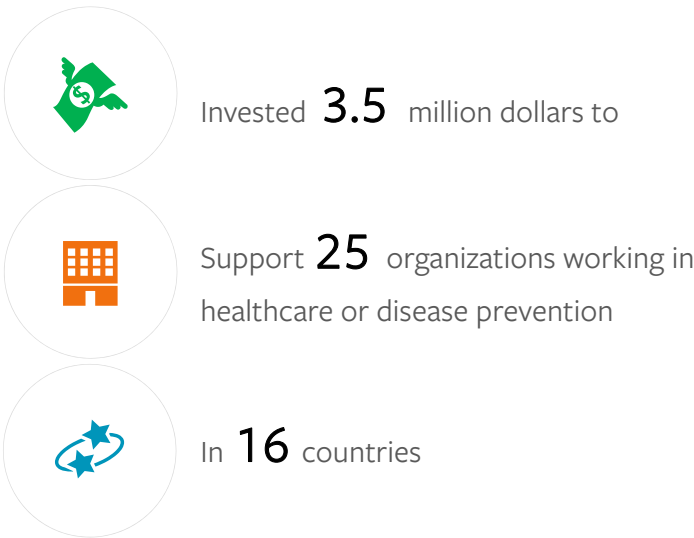 Invested 3.5 million dollars to
Support 25 organizations working in
healthcare or disease prevention
In 16 countries